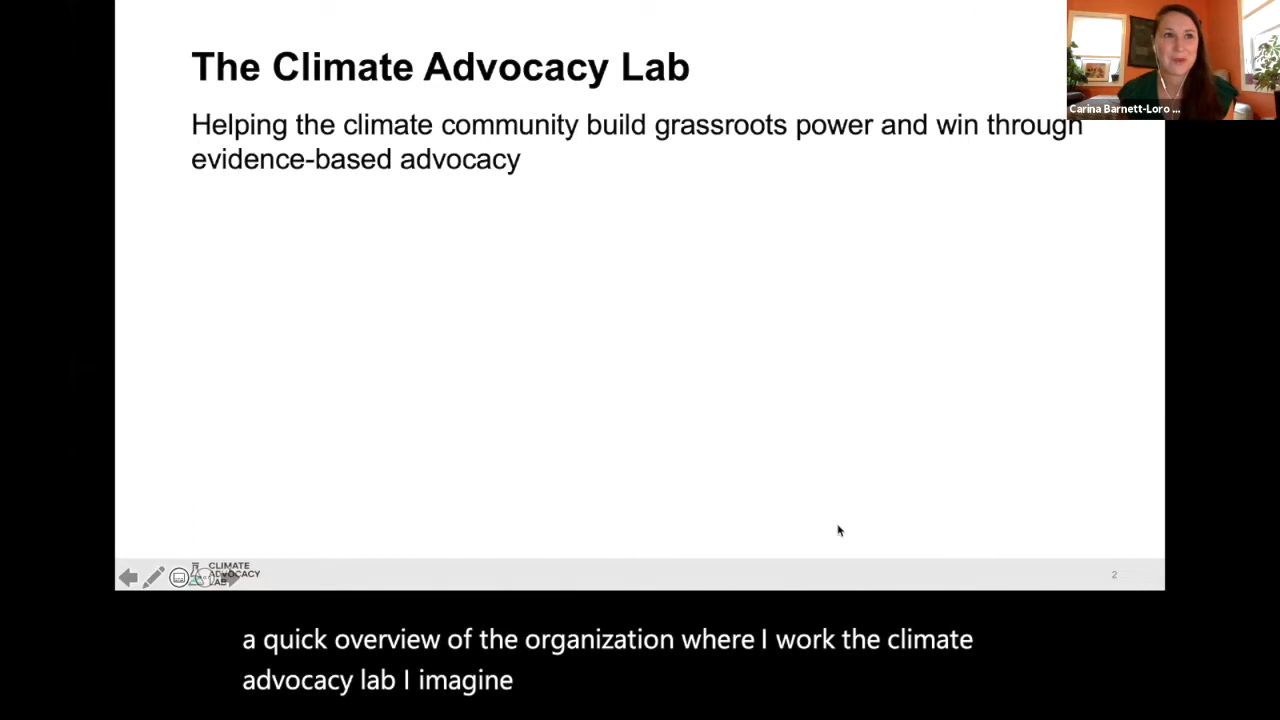 The Climate Advocacy Lab
Helping the climate community build grassroots power and win through
evidence-based advocacy
Carina Barnett-Loro ...
CLIMATE
ADVOCACY
LAB
2
a quick overview of the organization where I work the climate
advocacy lab I imagine